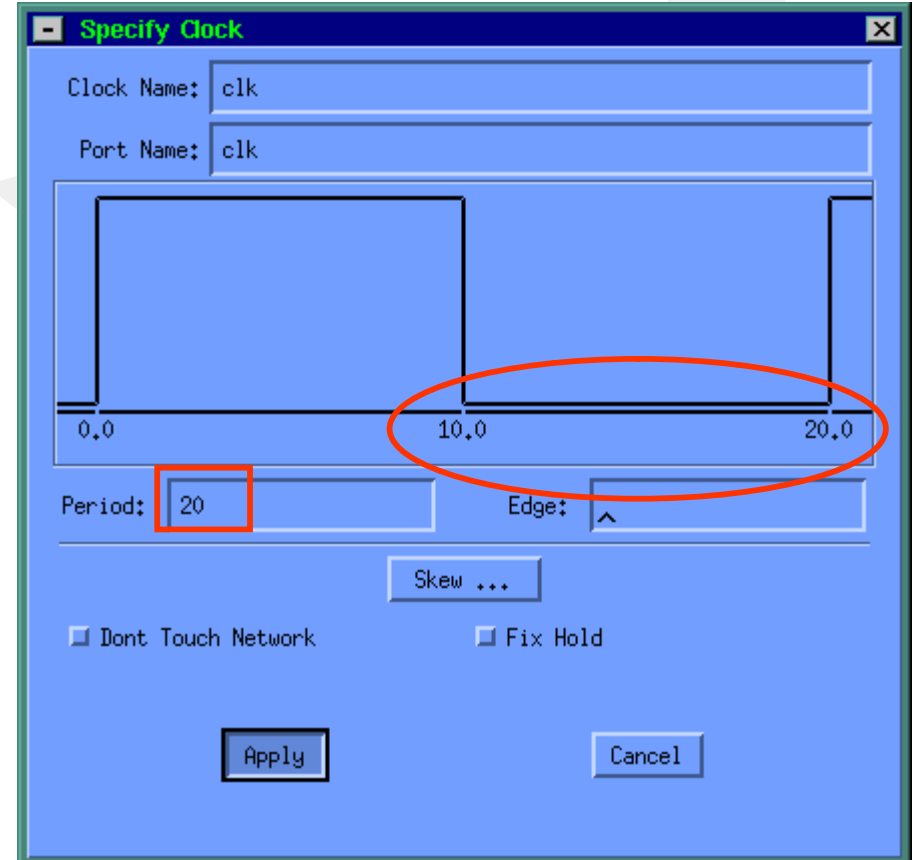 Specify Clock
Clock Name: clk
Port Name: clk
0.0 10.0 20.0
Period: 20 Edge:
Skew ...
Dont Touch Network Fix Hold
Apply Cancel